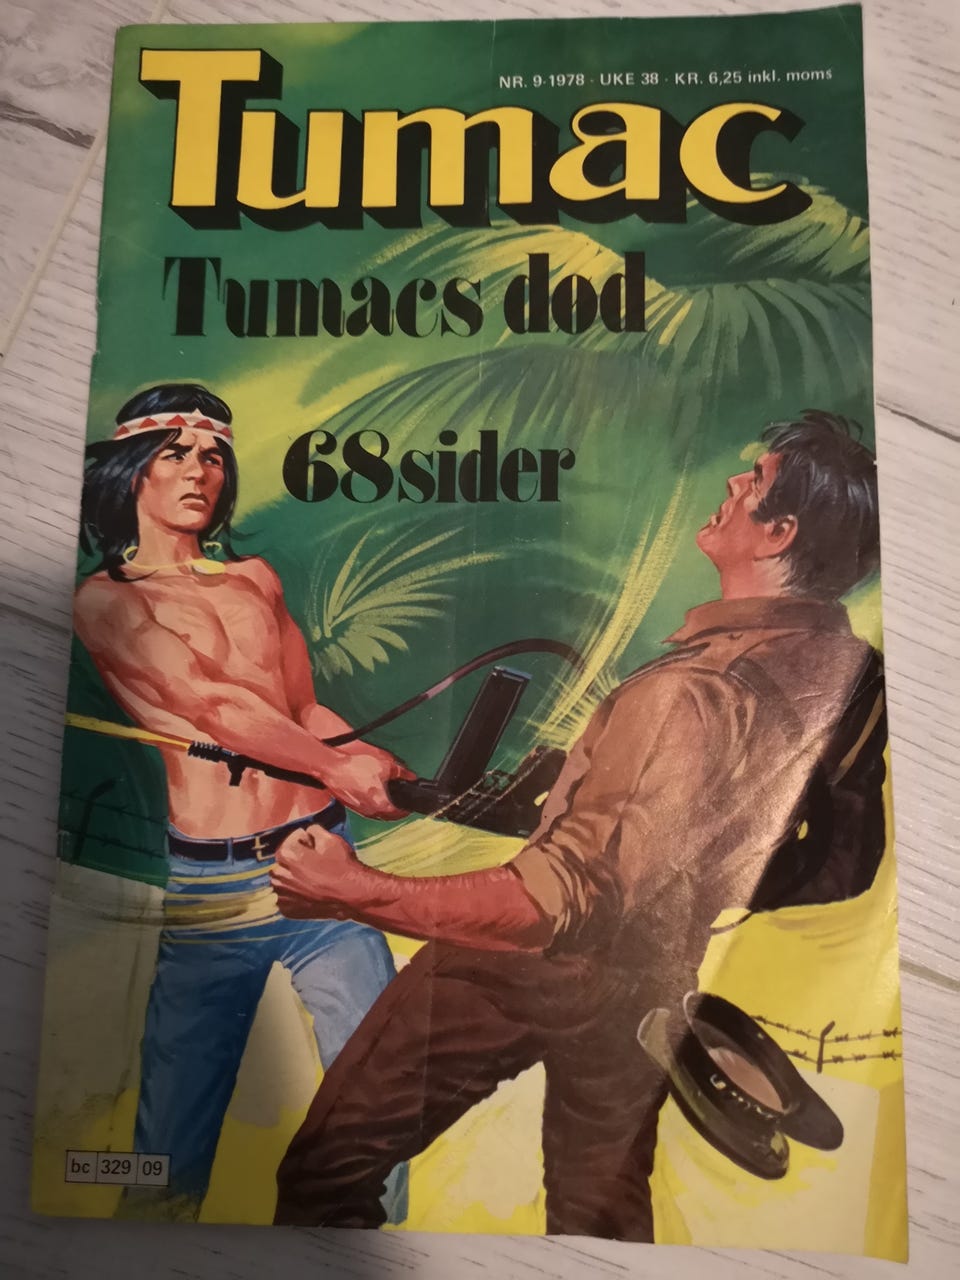 NR. 9-1978 · UKE 38 · KR. 6,25 inkl. moms
Tumac
Tumacs død
68 sider
bc 329 09